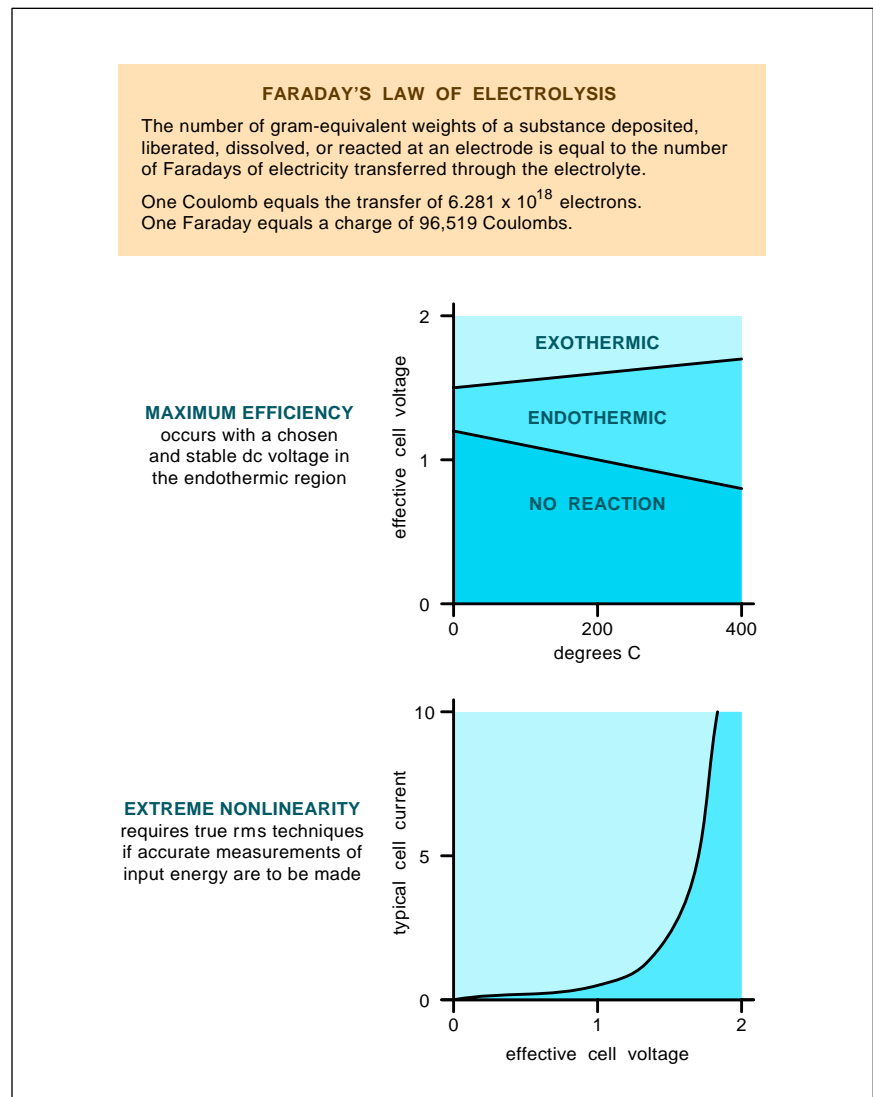 FARADAY'S LAW OF ELECTROLYSIS
The number of gram-equivalent weights of a substance deposited,
liberated, dissolved, or reacted at an electrode is equal to the number
of Faradays of electricity transferred through the electrolyte.
One Coulomb equals the transfer of 6.281 x 10^18 electrons.
One Faraday equals a charge of 96,519 Coulombs.
MAXIMUM EFFICIENCY
occurs with a chosen
and stable dc voltage in
the endothermic region
effective cell voltage
2
1
0
EXOTHERMIC
ENDOTHERMIC
NO REACTION
0 200 400
degrees C
EXTREME NONLINEARITY
requires true rms techniques
if accurate measurements of
input energy are to be made
typical cell current
10
5
0
0 1 2
effective cell voltage